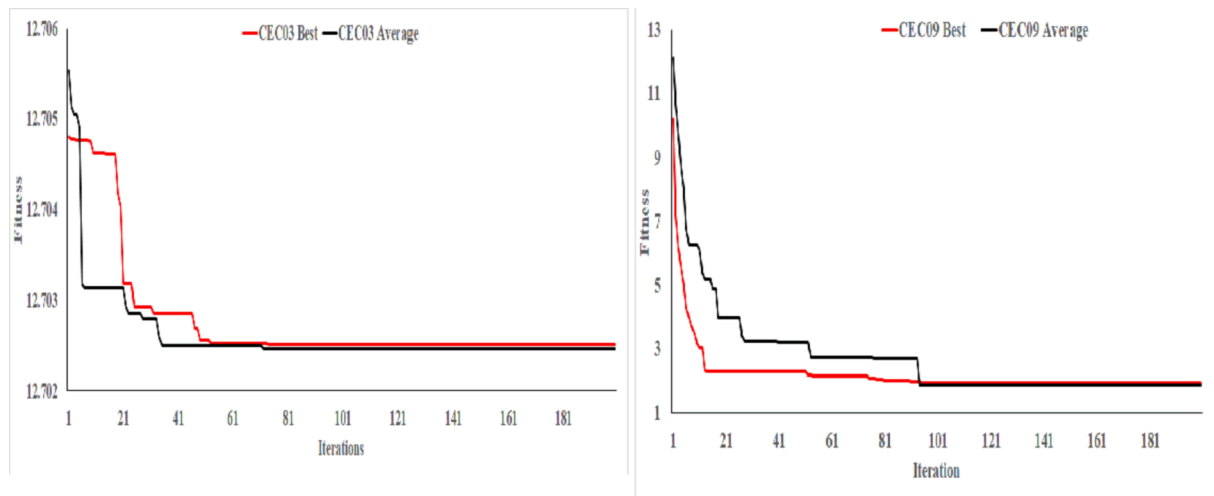 CEC03 Best CEC03 Average
12.706
12.705
12.704
12.703
12.702
Fitness
1 21 41 61 81 101 121 141 161 181
Iterations
CEC09 Best CEC09 Average
13
11
9
7
5
3
1
Fitness
1 21 41 61 81 101 121 141 161 181
Iteration